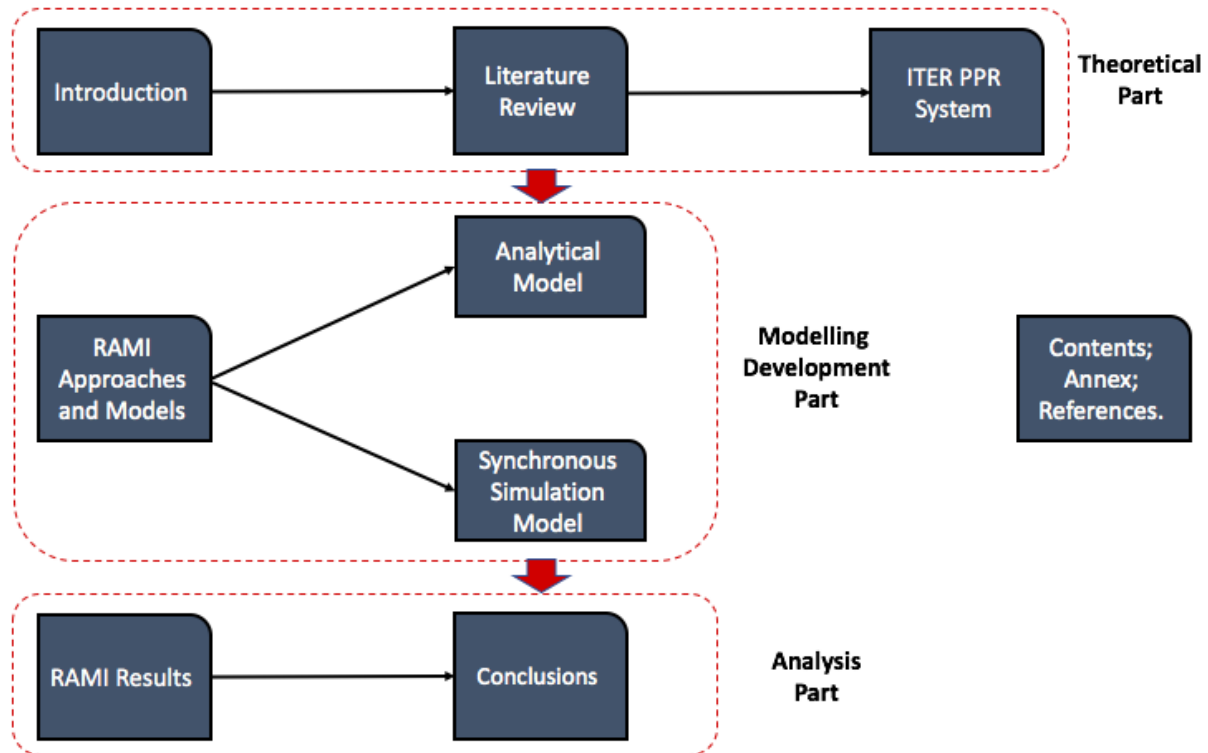 Introduction
Literature
Review
ITER PPR
System
Theoretical
Part
RAMI
Approaches
and Models
Analytical
Model
Synchronous
Simulation
Model
Modelling
Development
Part
Contents;
Annex;
References.
RAMI Results
Conclusions
Analysis
Part